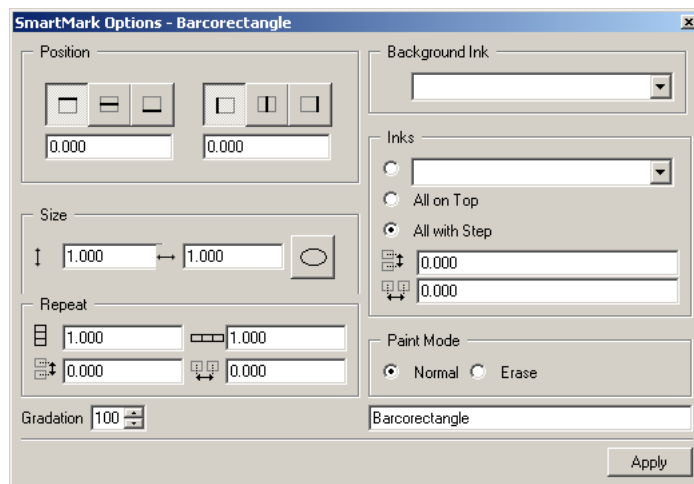 SmartMark Options - Barcorectangle
Position
0.000
0.000
Size
1.000
1.000
Repeat
1.000
1.000
0.000
0.000
Gradation
100
Background Ink
Inks
All on Top
All with Step
0.000
0.000
Paint Mode
Normal
Erase
Barcorectangle
Apply